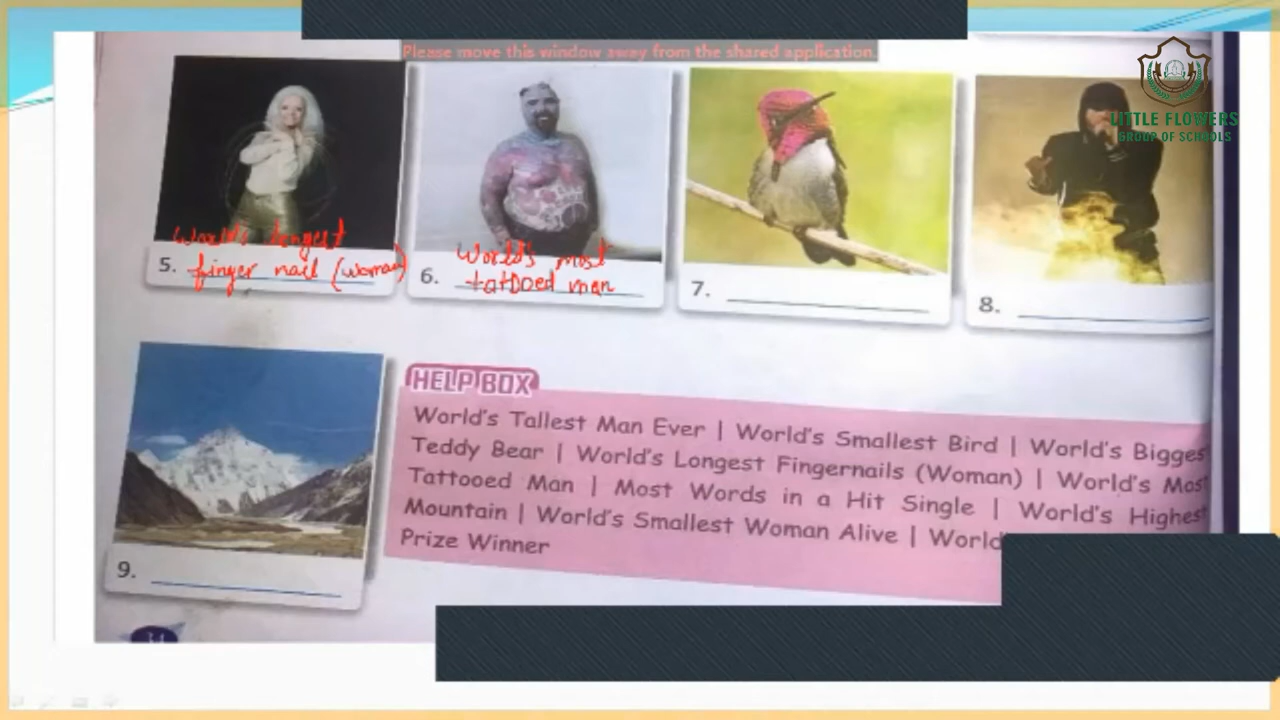 Please move this window away from the shared application.
LITTLE FLOWERS
GROUP OF SCHOOLS
World's longest
5. finger nail (woman)
World's most
6. tattooed man
7.
8.
9.
HELP BOX
World's Tallest Man Ever | World's Smallest Bird | World's Bigges
Teddy Bear | World's Longest Fingernails (Woman) | World's Most
Tattooed Man | Most Words in a Hit Single | World's Highest
Mountain | World's Smallest Woman Alive | World
Prize Winner
34